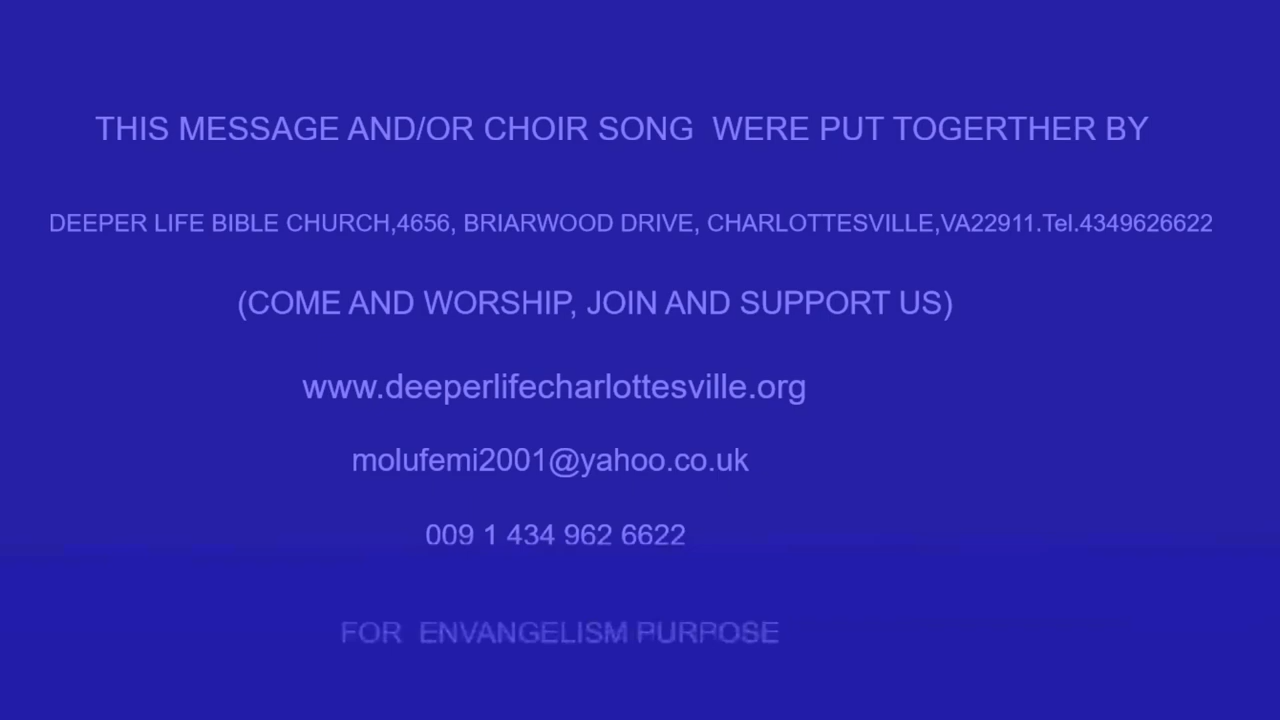 THIS MESSAGE AND/OR CHOIR SONG  WERE PUT TOGERTHER BY
DEEPER LIFE BIBLE CHURCH,4656, BRIARWOOD DRIVE, CHARLOTTESVILLE,VA22911.Tel.4349626622
(COME AND WORSHIP, JOIN AND SUPPORT US)
www.deeperlifecharlottesville.org
molufemi2001@yahoo.co.uk
009 1 434 962 6622
FOR  ENVANGELISM PURPOSE